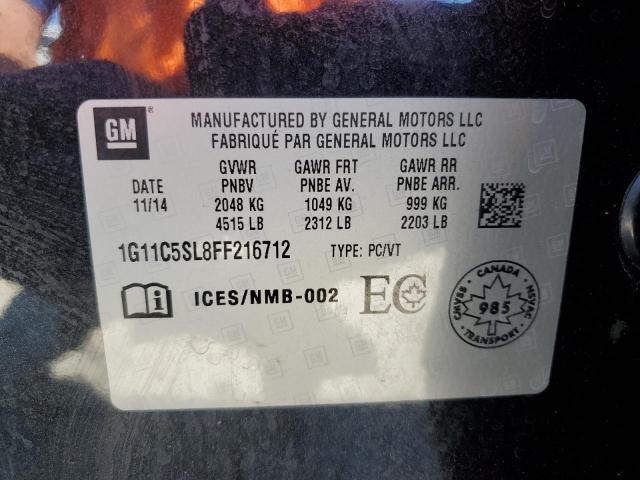 GM
MANUFACTURED BY GENERAL MOTORS LLC
FABRIQUÉ PAR GENERAL MOTORS LLC
GVWR GAWR FRT GAWR RR
DATE PNBV PNBE AV. PNBE ARR.
11/14 2048 KG 1049 KG 999 KG
4515 LB 2312 LB 2203 LB
1G11C5SL8FF216712 TYPE: PC/VT
ICES/NMB-002 EC
CANADA
CMVSS NSVAC
985
TRANSPORT